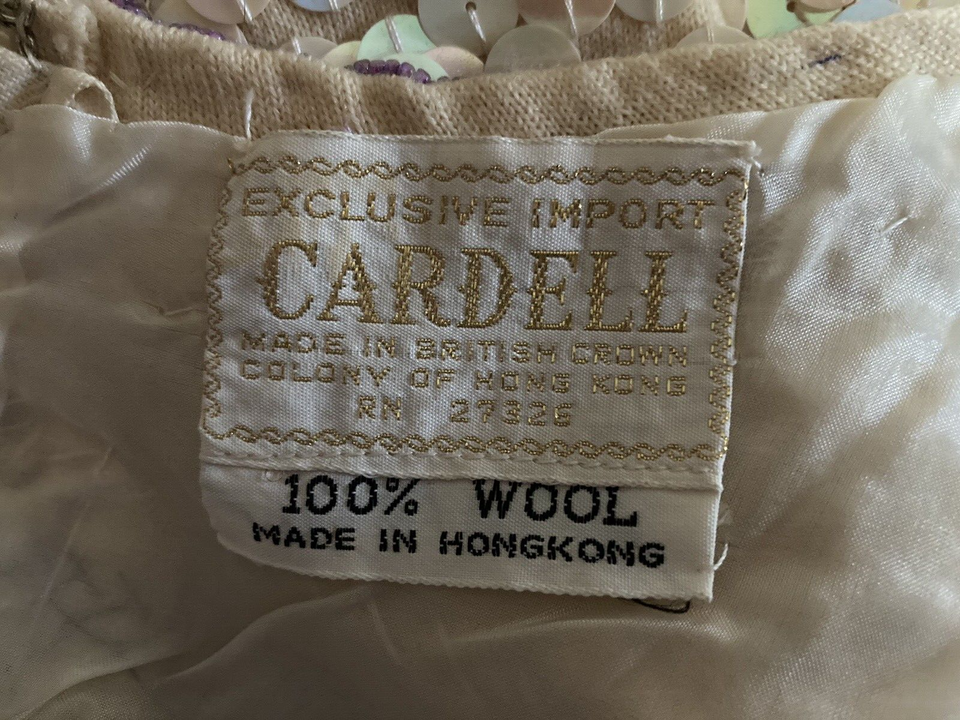 EXCLUSIVE IMPORT
CARDELL
MADE IN BRITISH CROWN
COLONY OF HONG KONG
RN 27326
100% WOOL
MADE IN HONGKONG